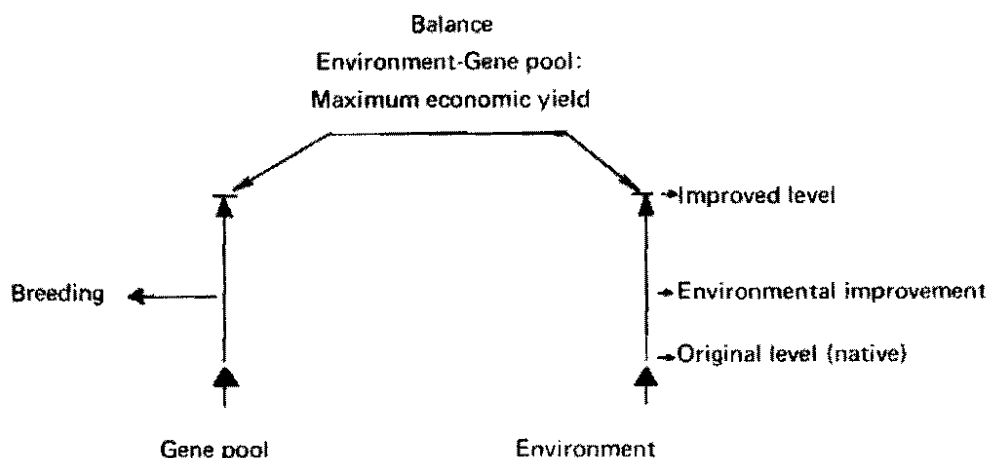 Balance
Environment-Gene pool:
Maximum economic yield
Improved level
Breeding
Environmental improvement
Original level (native)
Gene pool
Environment